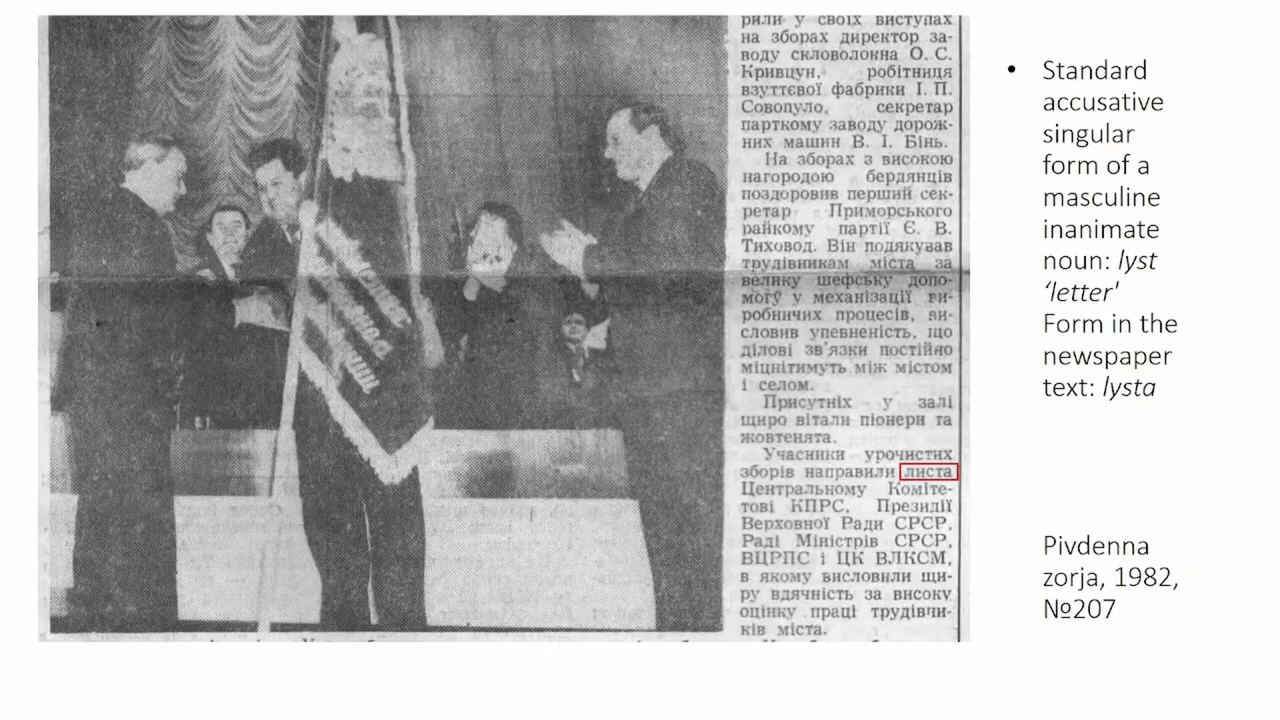 рили у своїх виступах
на зборах директор за-
воду скловолокна О. С.
Кривцун, робітниця
взуттєвої фабрики І. П.
Совопуло, секретар
парткому заводу дорож-
них машин В. І. Бінь.
На зборах з високою
нагородою бердянців
поздоровив перший сек-
ретар Приморського
райкому партії Є. В.
Тиховод. Він подякував
трудівникам міста за
велику шефську допо-
могу у механізації ви-
робничих процесів, ви-
словив упевненість, що
ділові зв'язки постійно
міцнітимуть між містом
і селом.
Присутніх у залі
щиро вітали піонери та
жовтенята.
Учасники урочистих
зборів направили листа
Центральному Коміте-
тові КПРС, Президії
Верховної Ради СРСР,
Раді Міністрів СРСР,
ВЦРПС і ЦК ВЛКСМ,
в якому висловили щи-
ру вдячність за високу
оцінку праці трудівчи-
ків міста.
• Standard
accusative
singular
form of a
masculine
inanimate
noun: lyst
‘letter'
Form in the
newspaper
text: lysta
Pivdenna
zorja, 1982,
№207